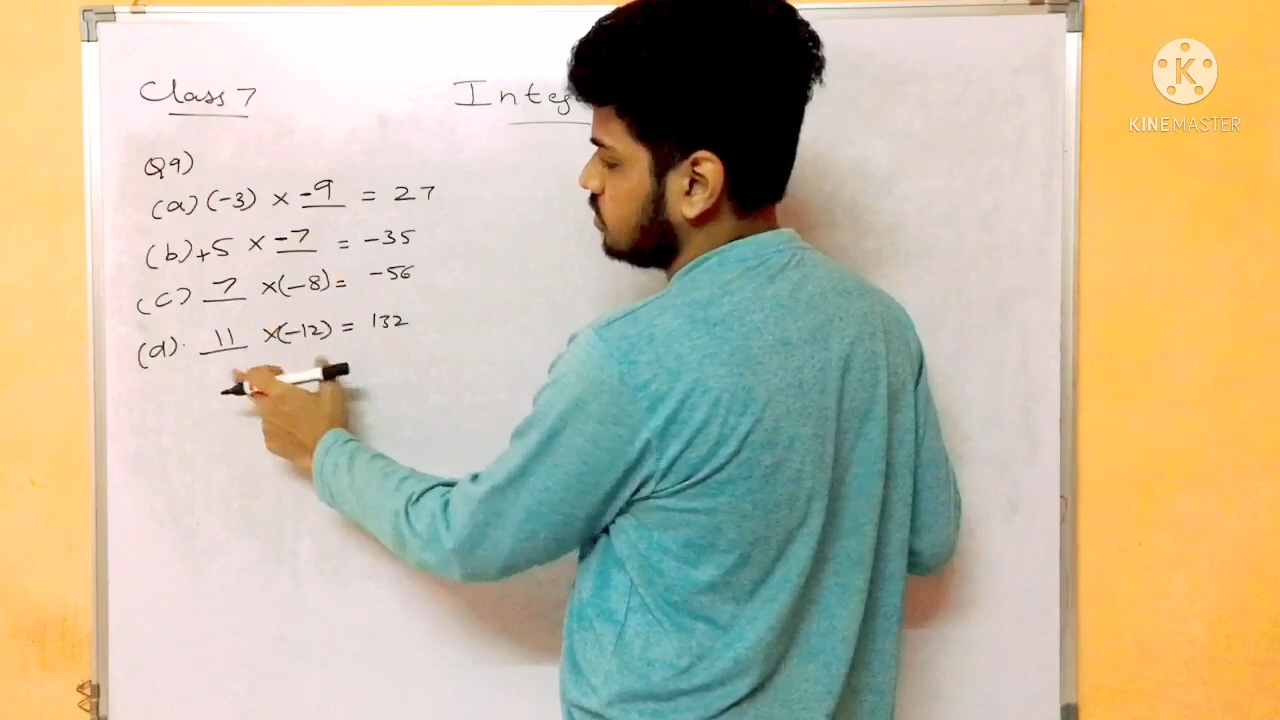 Class 7
Q9)
(a) (-3) × -9 = 27
(b) +5 × -7 = -35
(c) 7 ×(-8) = -56
(d). 11 ×(-12) = 132
K
KINEMASTER